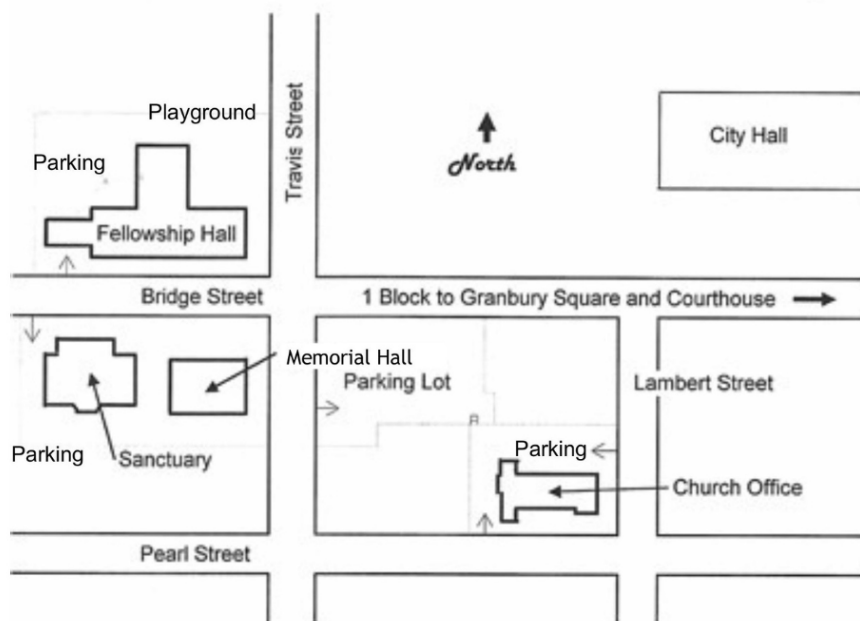 Playground
Travis Street
City Hall
Parking
North
Fellowship Hall
Bridge Street
1 Block to Granbury Square and Courthouse
Memorial Hall
Parking Lot
Lambert Street
Parking
Sanctuary
Parking
Church Office
Pearl Street